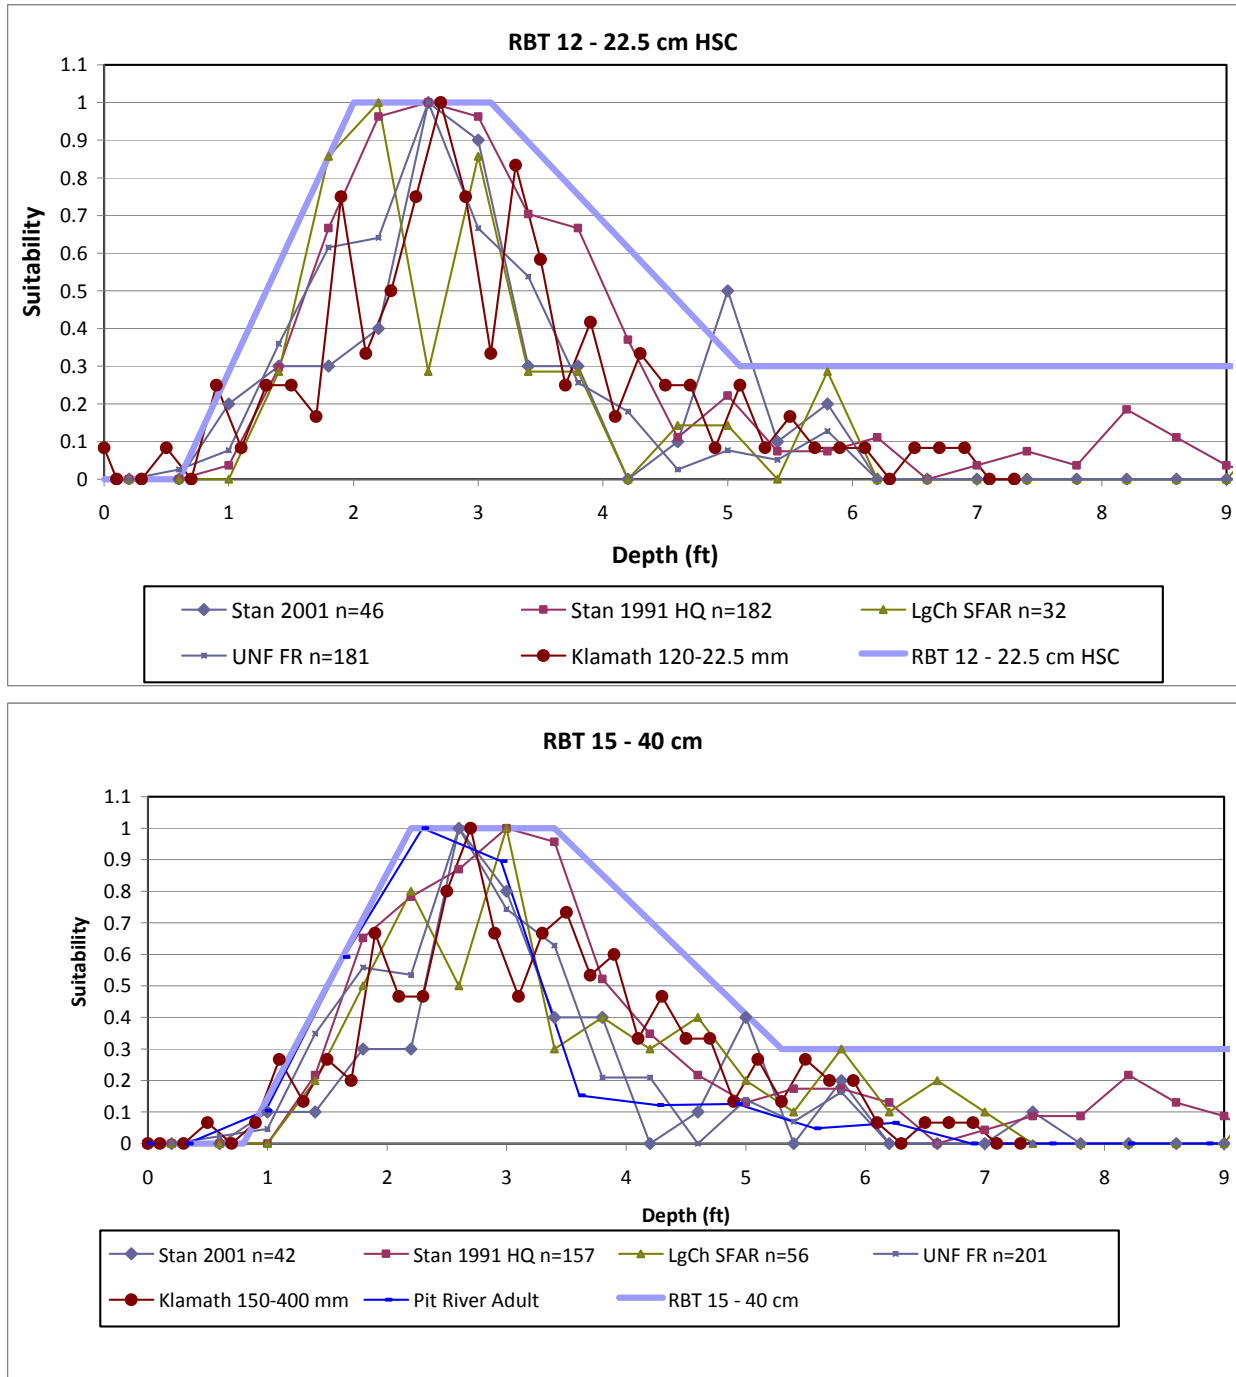 RBT 12 - 22.5 cm HSC
1.1
1
0.9
0.8
0.7
0.6
0.5
0.4
0.3
0.2
0.1
0
Suitability
0 1 2 3 4 5 6 7 8 9
Depth (ft)
Stan 2001 n=46 Stan 1991 HQ n=182 LgCh SFAR n=32
UNF FR n=181 Klamath 120-22.5 mm RBT 12 - 22.5 cm HSC
RBT 15 - 40 cm
1.1
1
0.9
0.8
0.7
0.6
0.5
0.4
0.3
0.2
0.1
0
Suitability
0 1 2 3 4 5 6 7 8 9
Depth (ft)
Stan 2001 n=42 Stan 1991 HQ n=157 LgCh SFAR n=56 UNF FR n=201
Klamath 150-400 mm Pit River Adult RBT 15 - 40 cm